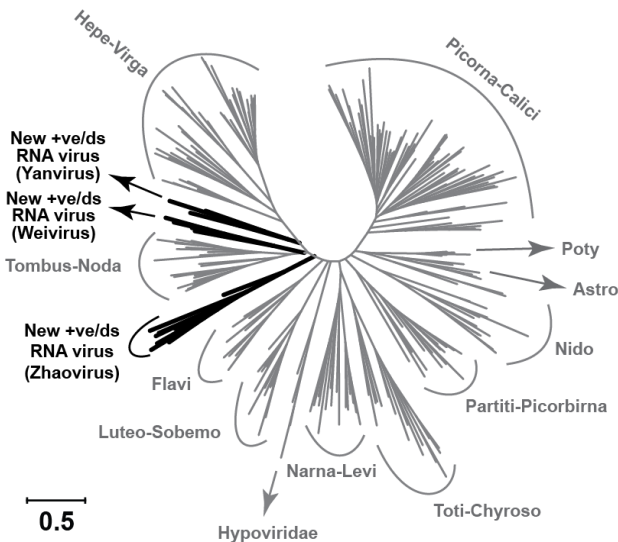 Hepe-Virga
Picorna-Calici
New +ve/ds
RNA virus
(Yanvirus)
New +ve/ds
RNA virus
(Weivirus)
Tombus-Noda
Poty
Astro
New +ve/ds
RNA virus
(Zhaovirus)
Nido
Flavi
Partiti-Picorbirna
Luteo-Sobemo
Narna-Levi
Toti-Chyroso
0.5
Hypoviridae